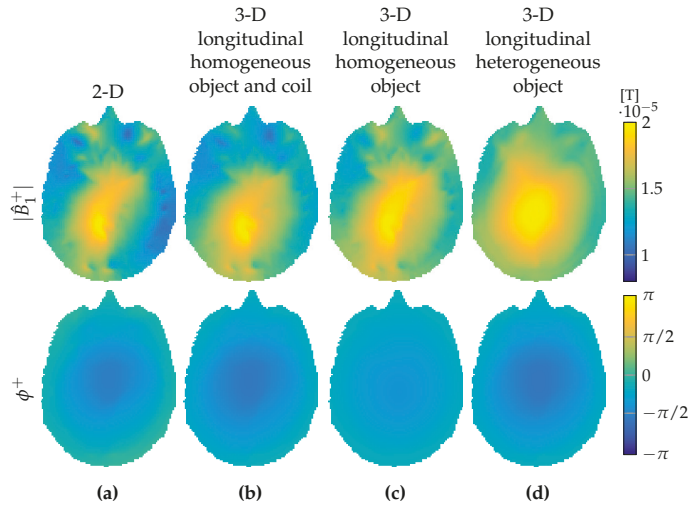 2-D
3-D
longitudinal
homogeneous
object and coil
3-D
longitudinal
homogeneous
object
3-D
longitudinal
heterogeneous
object
[T]
·10⁻⁵
|B̂₁⁺|
2
1.5
1
ϕ⁺
π
π/2
0
−π/2
−π
(a) (b) (c) (d)